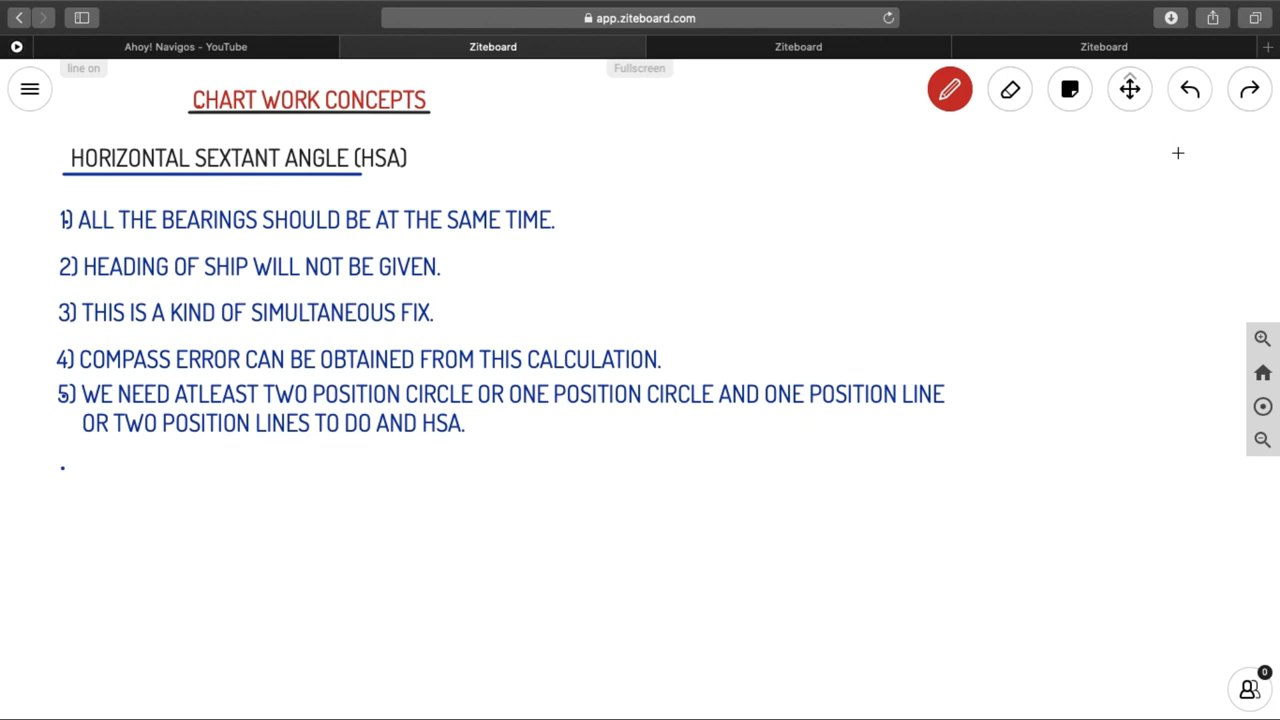 app.ziteboard.com
Ahoy! Navigos - YouTube
Ziteboard
Ziteboard
Ziteboard
line on
Fullscreen
CHART WORK CONCEPTS
HORIZONTAL SEXTANT ANGLE (HSA)
1) ALL THE BEARINGS SHOULD BE AT THE SAME TIME.
2) HEADING OF SHIP WILL NOT BE GIVEN.
3) THIS IS A KIND OF SIMULTANEOUS FIX.
4) COMPASS ERROR CAN BE OBTAINED FROM THIS CALCULATION.
5) WE NEED ATLEAST TWO POSITION CIRCLE OR ONE POSITION CIRCLE AND ONE POSITION LINE
OR TWO POSITION LINES TO DO AND HSA.
0